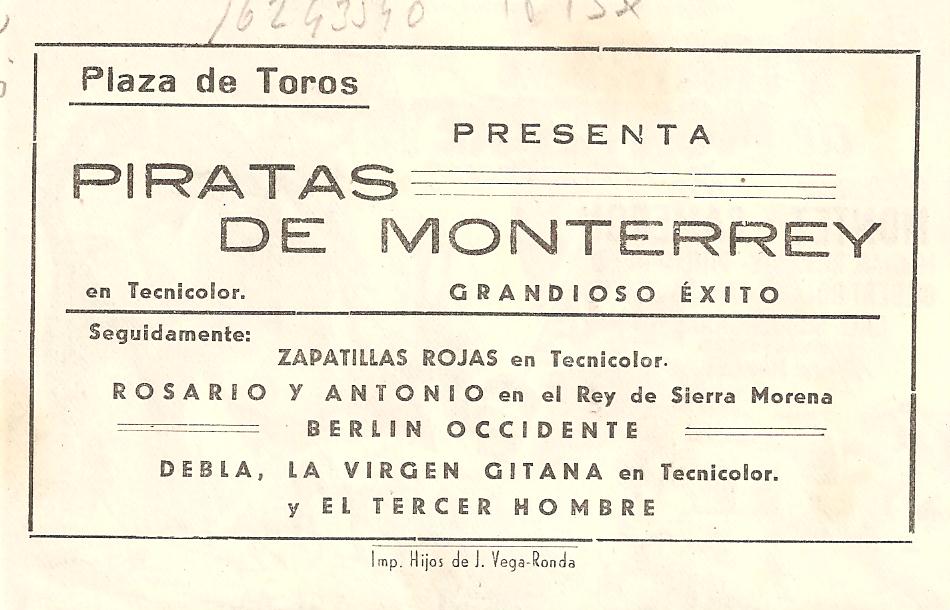 Plaza de Toros
PRESENTA
PIRATAS
DE MONTERREY
en Tecnicolor. GRANDIOSO ÉXITO
Seguidamente:
ZAPATILLAS ROJAS en Tecnicolor.
ROSARIO Y ANTONIO en el Rey de Sierra Morena
BERLIN OCCIDENTE
DEBLA, LA VIRGEN GITANA en Tecnicolor.
y EL TERCER HOMBRE
Imp. Hijos de J. Vega-Ronda